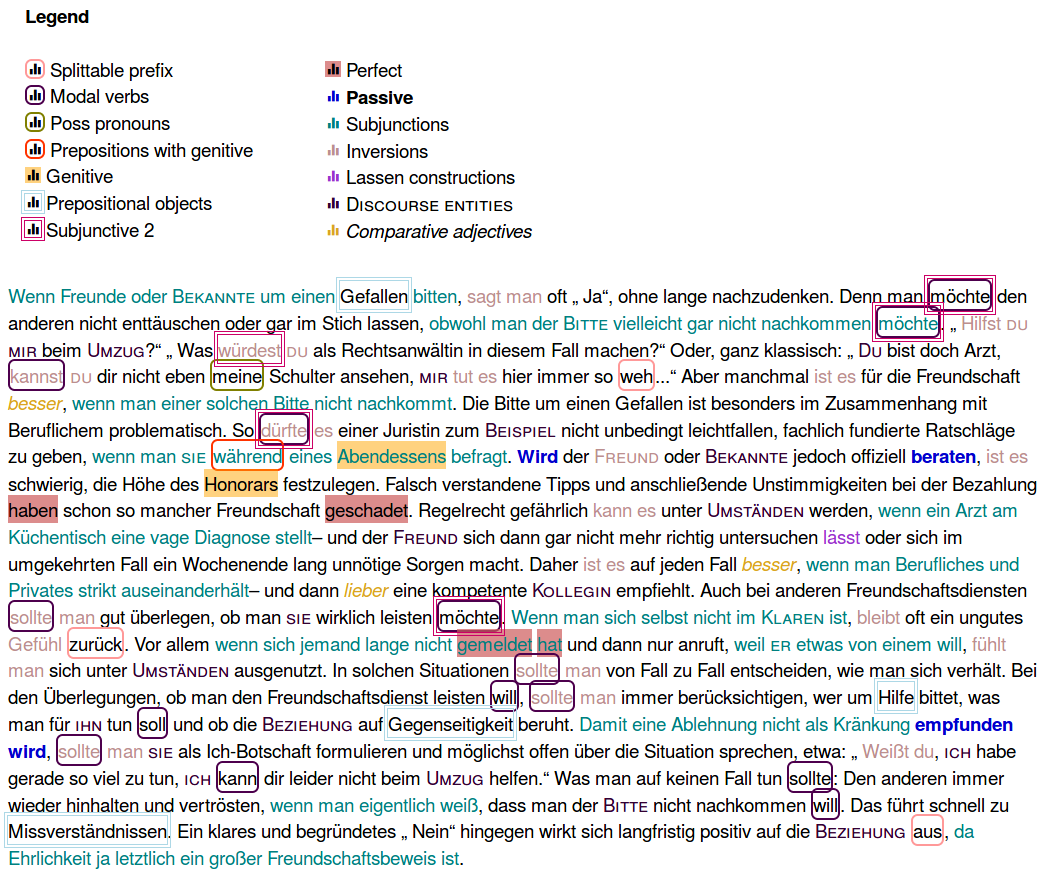 Legend
Splittable prefix
Modal verbs
Poss pronouns
Prepositions with genitive
Genitive
Prepositional objects
Subjunctive 2
Perfect
Passive
Subjunctions
Inversions
Lassen constructions
DISCOURSE ENTITIES
Comparative adjectives
Wenn Freunde oder BEKANNTE um einen Gefallen bitten, sagt man oft „ Ja“, ohne lange nachzudenken. Denn man möchte den
anderen nicht enttäuschen oder gar im Stich lassen, obwohl man der BITTE vielleicht gar nicht nachkommen möchte. „ Hilfst DU
MIR beim UMZUG?“ „ Was würdest DU als Rechtsanwältin in diesem Fall machen?“ Oder, ganz klassisch: „ DU bist doch Arzt,
kannst DU dir nicht eben meine Schulter ansehen, MIR tut es hier immer so weh...“ Aber manchmal ist es für die Freundschaft
besser, wenn man einer solchen Bitte nicht nachkommt. Die Bitte um einen Gefallen ist besonders im Zusammenhang mit
Beruflichem problematisch. So dürfte es einer Juristin zum BEISPIEL nicht unbedingt leichtfallen, fachlich fundierte Ratschläge
zu geben, wenn man SIE während eines Abendessens befragt. Wird der FREUND oder BEKANNTE jedoch offiziell beraten, ist es
schwierig, die Höhe des Honorars festzulegen. Falsch verstandene Tipps und anschließende Unstimmigkeiten bei der Bezahlung
haben schon so mancher Freundschaft geschadet. Regelrecht gefährlich kann es unter UMSTÄNDEN werden, wenn ein Arzt am
Küchentisch eine vage Diagnose stellt– und der FREUND sich dann gar nicht mehr richtig untersuchen lässt oder sich im
umgekehrten Fall ein Wochenende lang unnötige Sorgen macht. Daher ist es auf jeden Fall besser, wenn man Berufliches und
Privates strikt auseinanderhält– und dann lieber eine kompetente KOLLEGIN empfiehlt. Auch bei anderen Freundschaftsdiensten
sollte man gut überlegen, ob man SIE wirklich leisten möchte. Wenn man sich selbst nicht im KLAREN ist, bleibt oft ein ungutes
Gefühl zurück. Vor allem wenn sich jemand lange nicht gemeldet hat und dann nur anruft, weil ER etwas von einem will, fühlt
man sich unter UMSTÄNDEN ausgenutzt. In solchen Situationen sollte man von Fall zu Fall entscheiden, wie man sich verhält. Bei
den Überlegungen, ob man den Freundschaftsdienst leisten will, sollte man immer berücksichtigen, wer um Hilfe bittet, was
man für IHN tun soll und ob die BEZIEHUNG auf Gegenseitigkeit beruht. Damit eine Ablehnung nicht als Kränkung empfunden
wird, sollte man SIE als Ich-Botschaft formulieren und möglichst offen über die Situation sprechen, etwa: „ Weißt du, ICH habe
gerade so viel zu tun, ICH kann dir leider nicht beim UMZUG helfen.“ Was man auf keinen Fall tun sollte: Den anderen immer
wieder hinhalten und vertrösten, wenn man eigentlich weiß, dass man der BITTE nicht nachkommen will. Das führt schnell zu
Missverständnissen. Ein klares und begründetes „ Nein“ hingegen wirkt sich langfristig positiv auf die BEZIEHUNG aus, da
Ehrlichkeit ja letztlich ein großer Freundschaftsbeweis ist.